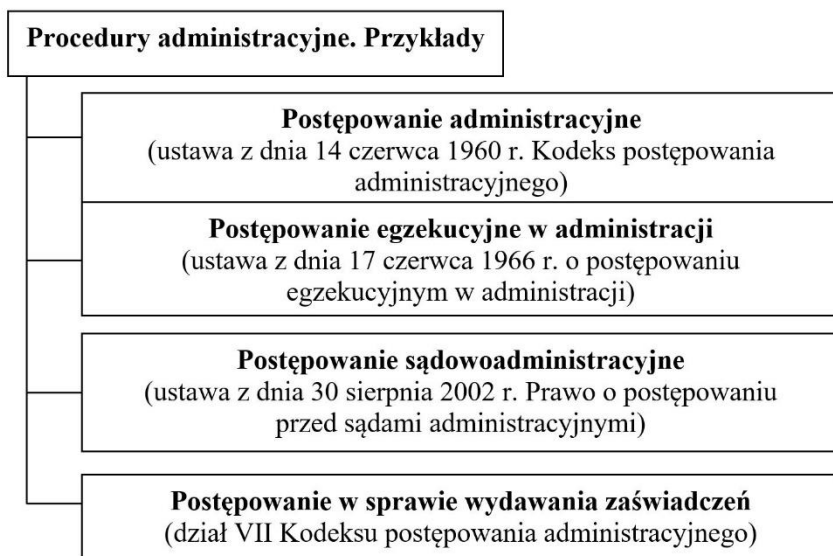 Procedury administracyjne. Przykłady
Postępowanie administracyjne
(ustawa z dnia 14 czerwca 1960 r. Kodeks postępowania
administracyjnego)
Postępowanie egzekucyjne w administracji
(ustawa z dnia 17 czerwca 1966 r. o postępowaniu
egzekucyjnym w administracji)
Postępowanie sądowoadministracyjne
(ustawa z dnia 30 sierpnia 2002 r. Prawo o postępowaniu
przed sądami administracyjnymi)
Postępowanie w sprawie wydawania zaświadczeń
(dział VII Kodeksu postępowania administracyjnego)